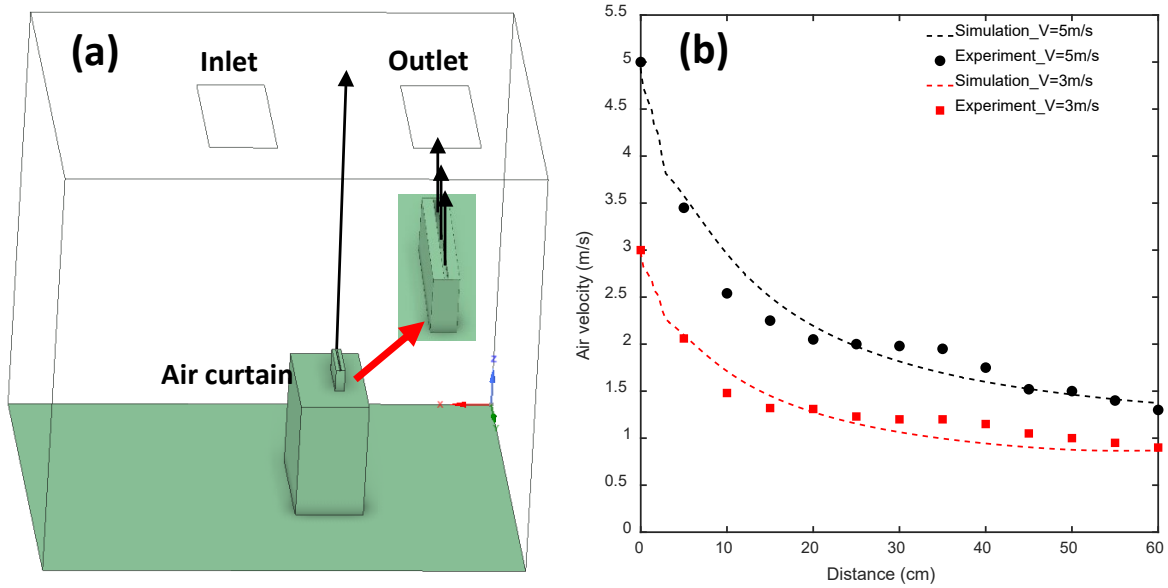 (a)
Inlet
Outlet
Air curtain
z
x
Y
(b)
Simulation_V=5m/s
Experiment_V=5m/s
Simulation_V=3m/s
Experiment_V=3m/s
5.5
5
4.5
4
3.5
3
2.5
2
1.5
1
0.5
0
Air velocity (m/s)
0 10 20 30 40 50 60
Distance (cm)